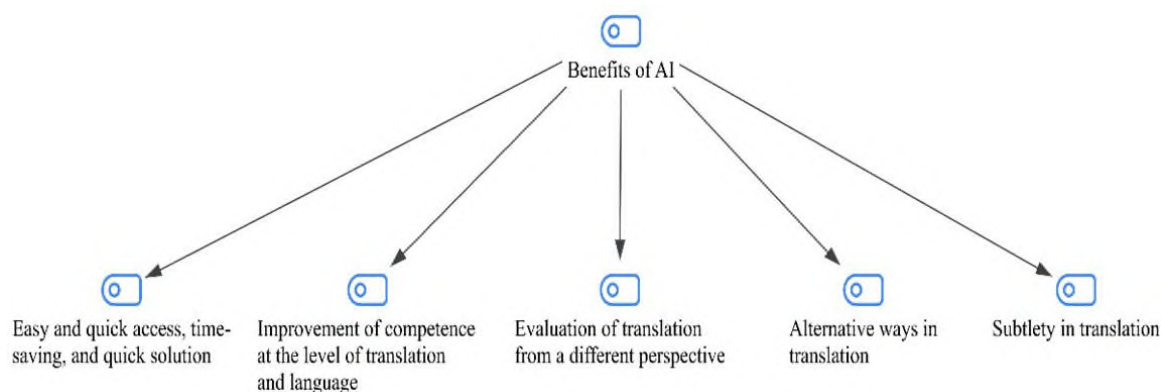 Benefits of AI
Easy and quick access, time-
saving, and quick solution
Improvement of competence
at the level of translation
and language
Evaluation of translation
from a different perspective
Alternative ways in
translation
Subtlety in translation